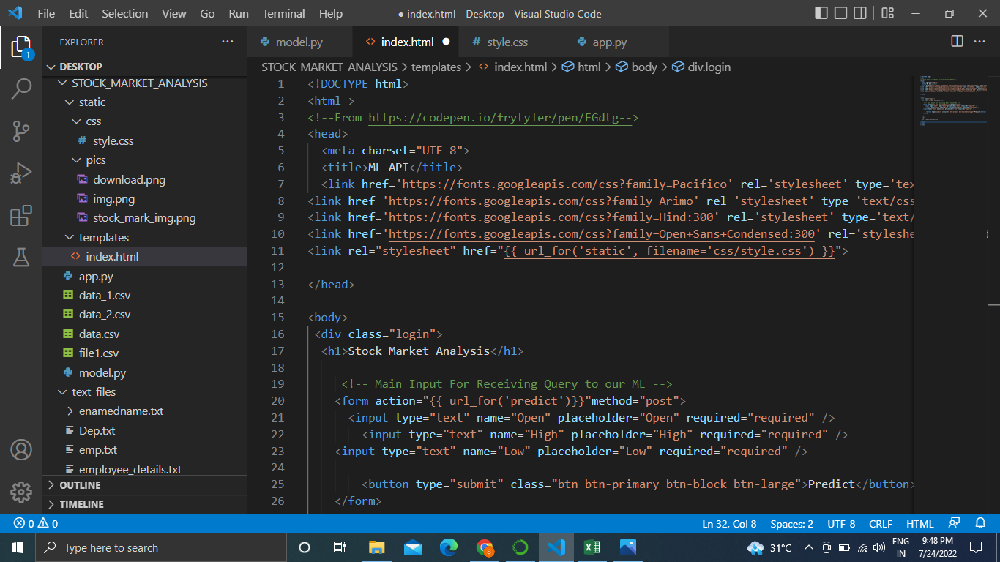 File Edit Selection View Go Run Terminal Help ● index.html - Desktop - Visual Studio Code
EXPLORER ...
model.py <> index.html ● # style.css app.py ...
1
DESKTOP
STOCK_MARKET_ANALYSIS > templates > <> index.html > html > body > div.login
STOCK_MARKET_ANALYSIS
static
css
# style.css
pics
download.png
img.png
stock_mark_img.png
templates
<> index.html
app.py
data_1.csv
data_2.csv
data.csv
file1.csv
model.py
text_files
enamedname.txt
Dep.txt
emp.txt
employee_details.txt
OUTLINE
TIMELINE
1 <!DOCTYPE html>
2 <html >
3 <!--From https://codepen.io/frytyler/pen/EGdtg-->
4 <head>
5 <meta charset="UTF-8">
6 <title>ML API</title>
7 <link href='https://fonts.googleapis.com/css?family=Pacifico' rel='stylesheet' type='tex
8 <link href='https://fonts.googleapis.com/css?family=Arimo' rel='stylesheet' type='text/css
9 <link href='https://fonts.googleapis.com/css?family=Hind:300' rel='stylesheet' type='text/
10 <link href='https://fonts.googleapis.com/css?family=Open+Sans+Condensed:300' rel='styleshe
11 <link rel="stylesheet" href="{{ url_for('static', filename='css/style.css') }}">
12
13 </head>
14
15 <body>
16 <div class="login">
17 <h1>Stock Market Analysis</h1>
18
19 <!-- Main Input For Receiving Query to our ML -->
20 <form action="{{ url_for('predict')}}"method="post">
21 <input type="text" name="Open" placeholder="Open" required="required" />
22 <input type="text" name="High" placeholder="High" required="required" />
23 <input type="text" name="Low" placeholder="Low" required="required" />
24
25 <button type="submit" class="btn btn-primary btn-block btn-large">Predict</button>
26 </form>
0 0 Ln 32, Col 8 Spaces: 2 UTF-8 CRLF HTML
Type here to search S 31°C ENG IN 9:48 PM 7/24/2022